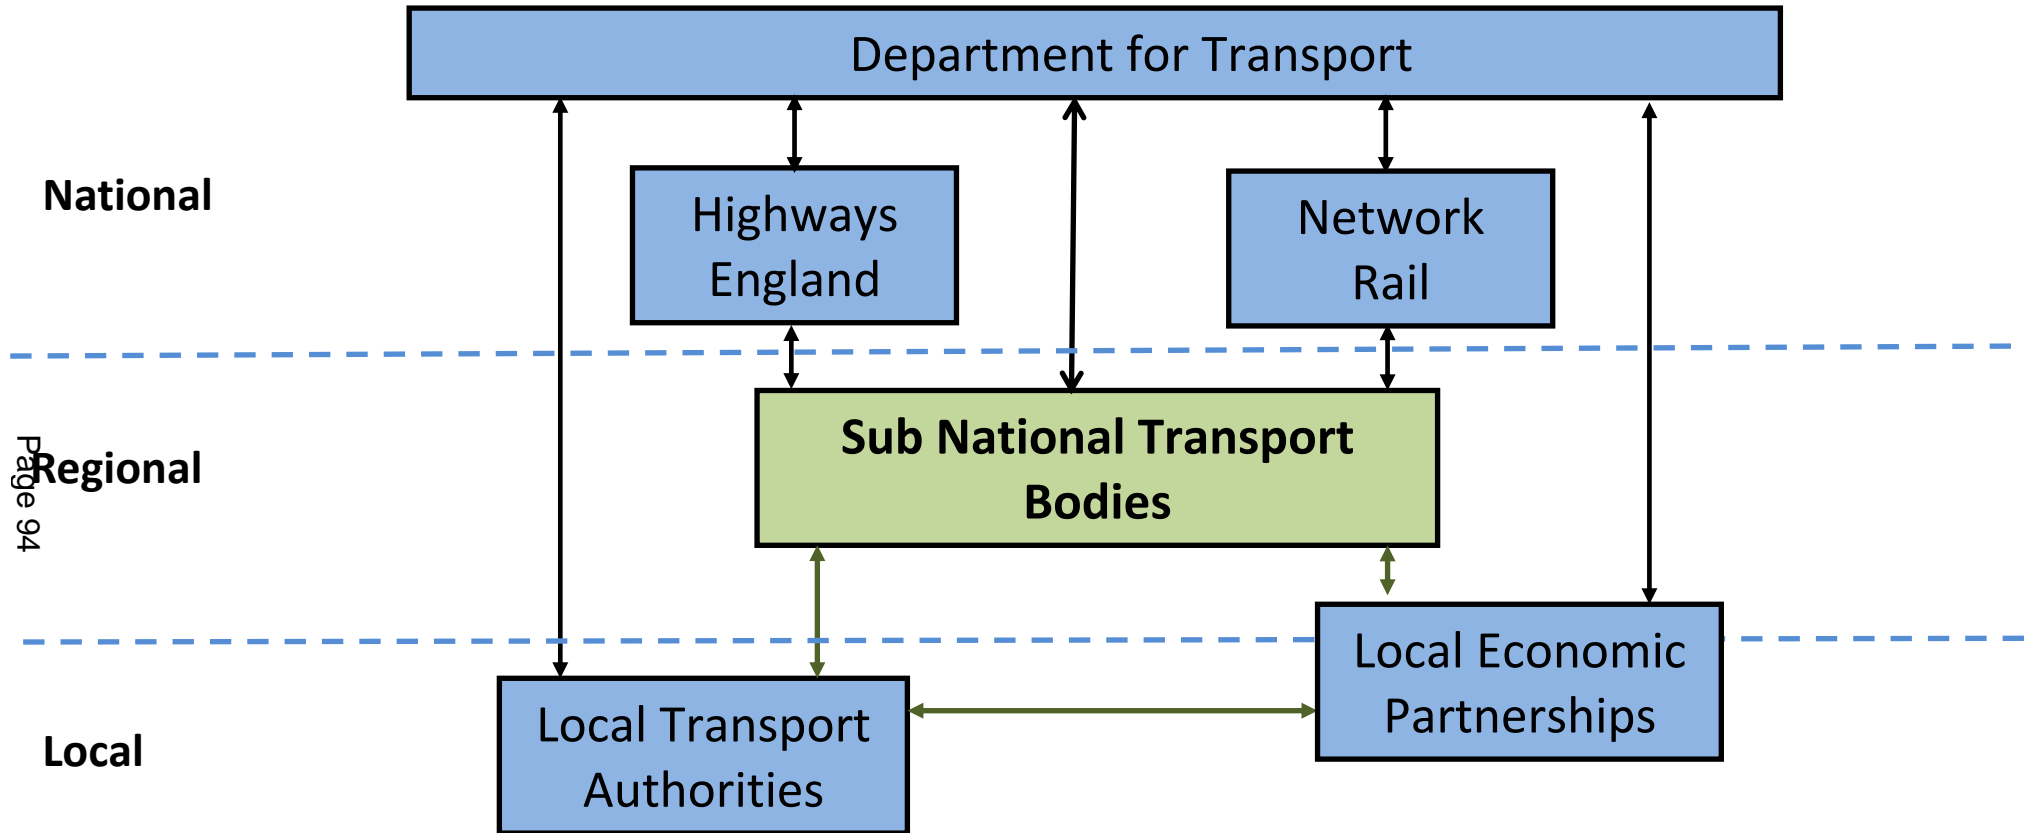 Department for Transport
National
Highways
England
Network
Rail
Regional
Sub National Transport
Bodies
Page 94
Local Economic
Partnerships
Local
Local Transport
Authorities